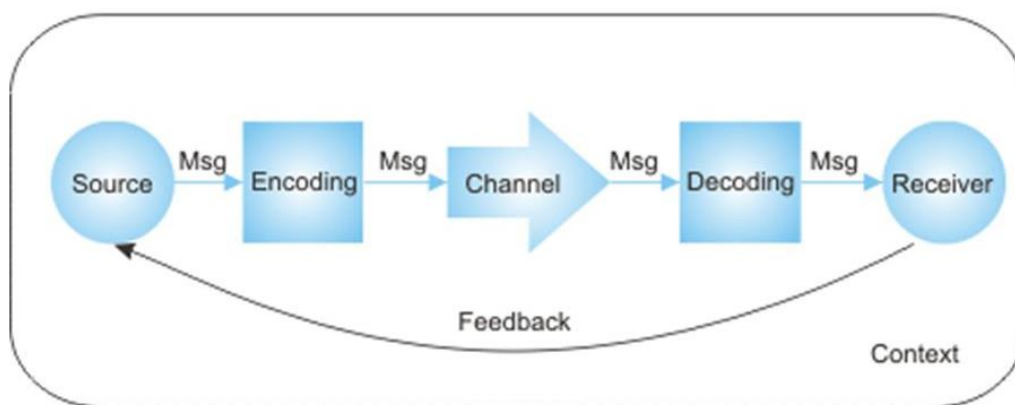 Msg
Msg
Msg
Msg
Source
Encoding
Channel
Decoding
Receiver
Feedback
Context